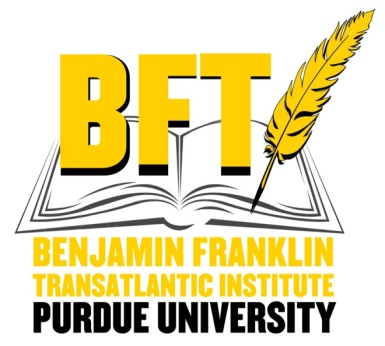 BFT
BENJAMIN FRANKLIN
TRANSATLANTIC INSTITUTE
PURDUE UNIVERSITY